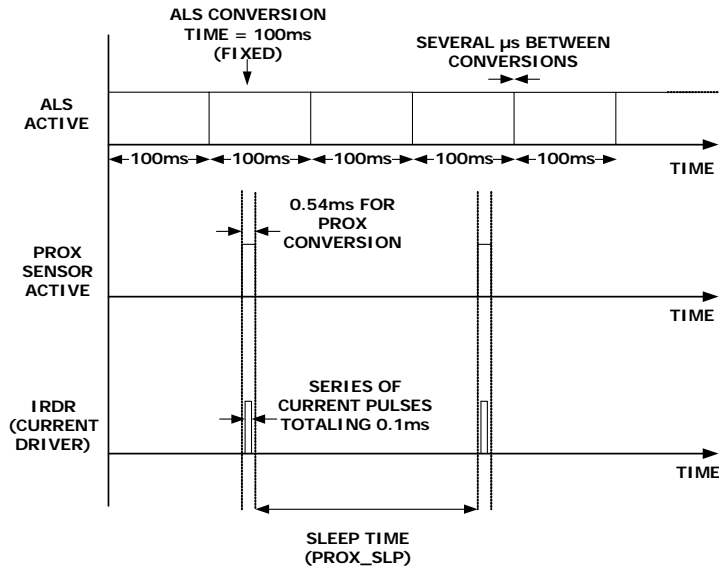 ALS CONVERSION
TIME = 100ms
(FIXED)
SEVERAL µs BETWEEN
CONVERSIONS
ALS
ACTIVE
100ms 100ms 100ms 100ms 100ms
TIME
0.54ms FOR
PROX
CONVERSION
PROX
SENSOR
ACTIVE
TIME
SERIES OF
CURRENT PULSES
TOTALING 0.1ms
IRDR
(CURRENT
DRIVER)
TIME
SLEEP TIME
(PROX_SLP)